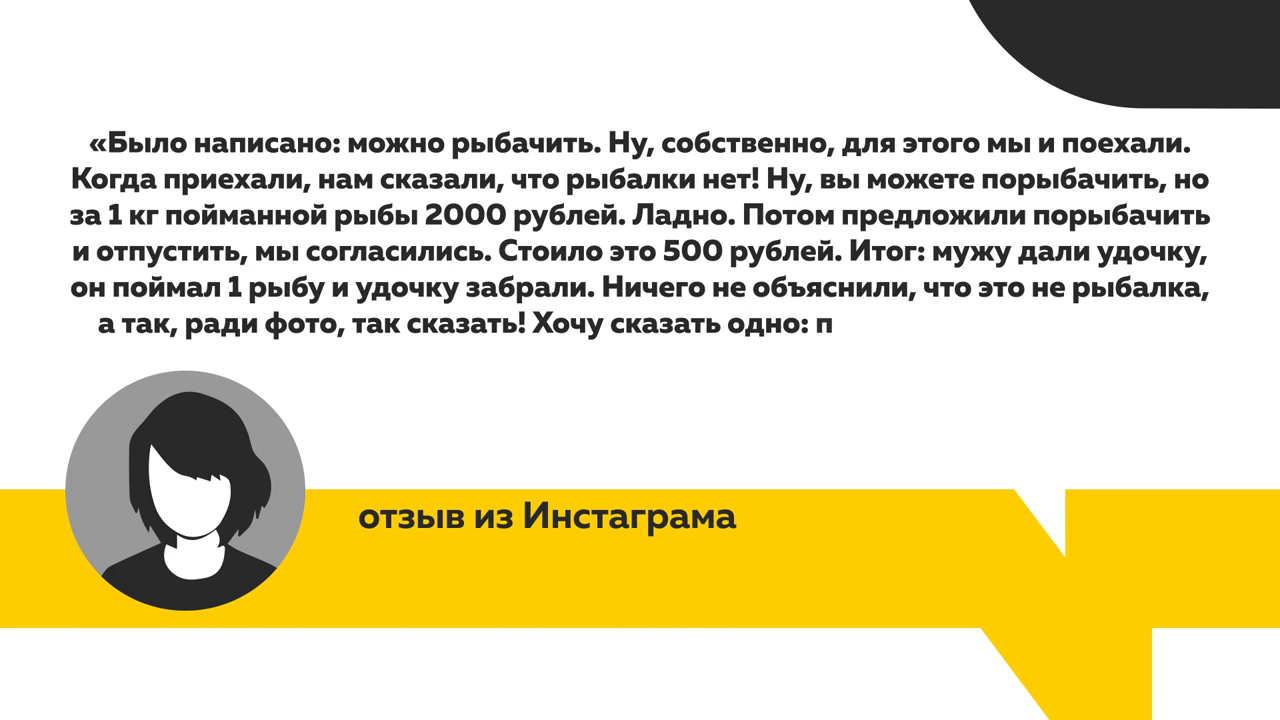 «Было написано: можно рыбачить. Ну, собственно, для этого мы и поехали.
Когда приехали, нам сказали, что рыбалки нет! Ну, вы можете порыбачить, но
за 1 кг пойманной рыбы 2000 рублей. Ладно. Потом предложили порыбачить
и отпустить, мы согласились. Стоило это 500 рублей. Итог: мужу дали удочку,
он поймал 1 рыбу и удочку забрали. Ничего не объяснили, что это не рыбалка,
а так, ради фото, так сказать! Хочу сказать одно: п
отзыв из Инстаграма